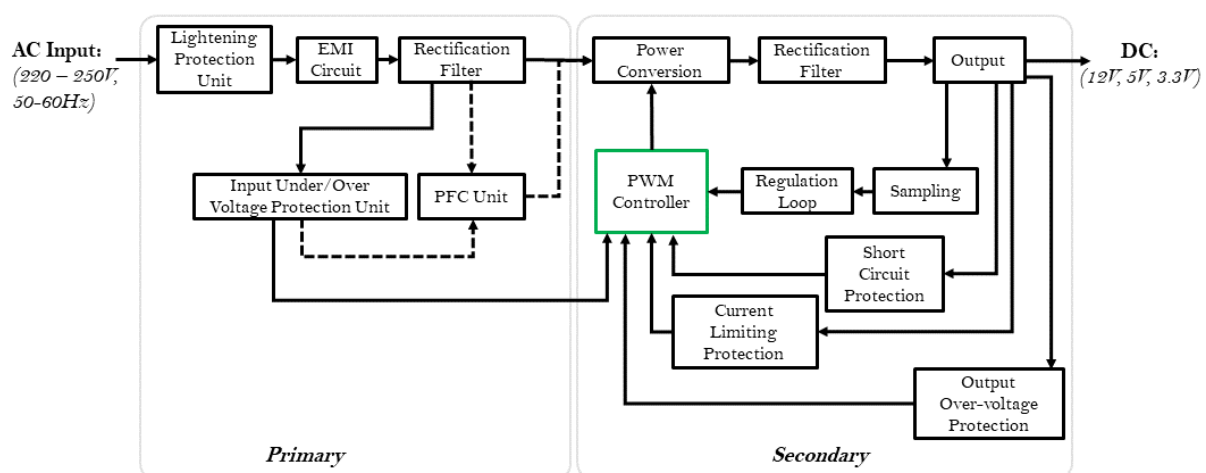 AC Input:
(220 – 250V,
50-60Hz)
Lightening
Protection
Unit
EMI
Circuit
Rectification
Filter
Power
Conversion
Rectification
Filter
Output
DC:
(12V, 5V, 3.3V)
Input Under/Over
Voltage Protection Unit
PFC Unit
PWM
Controller
Regulation
Loop
Sampling
Short
Circuit
Protection
Current
Limiting
Protection
Output
Over-voltage
Protection
Primary
Secondary